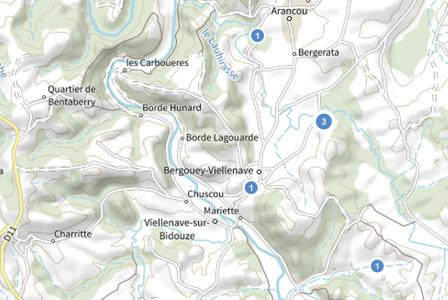 Arancou
1
le Lauhirasse
Bergerata
les Carboueres
Quartier de
Bentaberry
Borde Hunard
3
Borde Lagouarde
Bergouey-Viellenave
1
Chuscou
Mariette
Viellenave-sur-
Bidouze
D11
Charritte
1